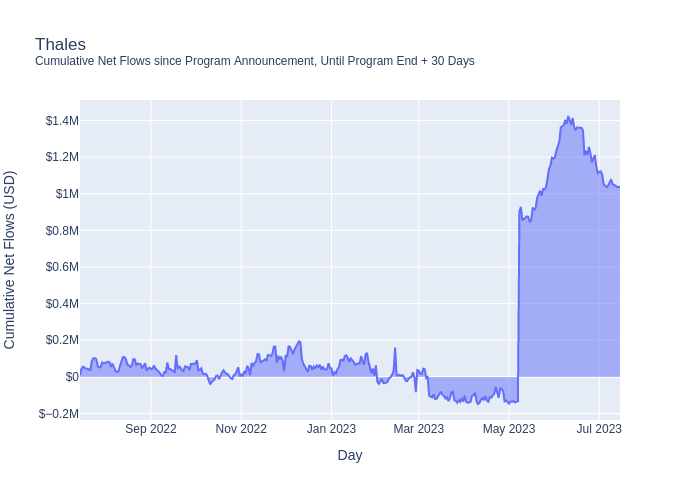 Thales
Cumulative Net Flows since Program Announcement, Until Program End + 30 Days
Cumulative Net Flows (USD)
$1.4M
$1.2M
$1M
$0.8M
$0.6M
$0.4M
$0.2M
$0
$−0.2M
Sep 2022 Nov 2022 Jan 2023 Mar 2023 May 2023 Jul 2023
Day